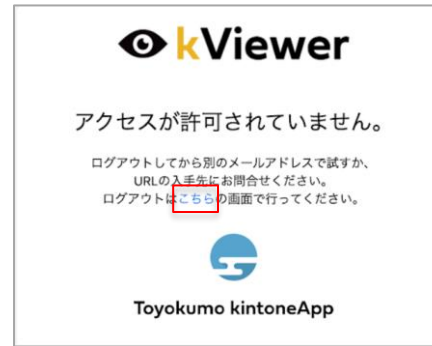 kViewer
アクセスが許可されていません。
ログアウトしてから別のメールアドレスで試すか、
URLの入手先にお問合せください。
ログアウトはこちらの画面で行ってください。
Toyokumo kintoneApp